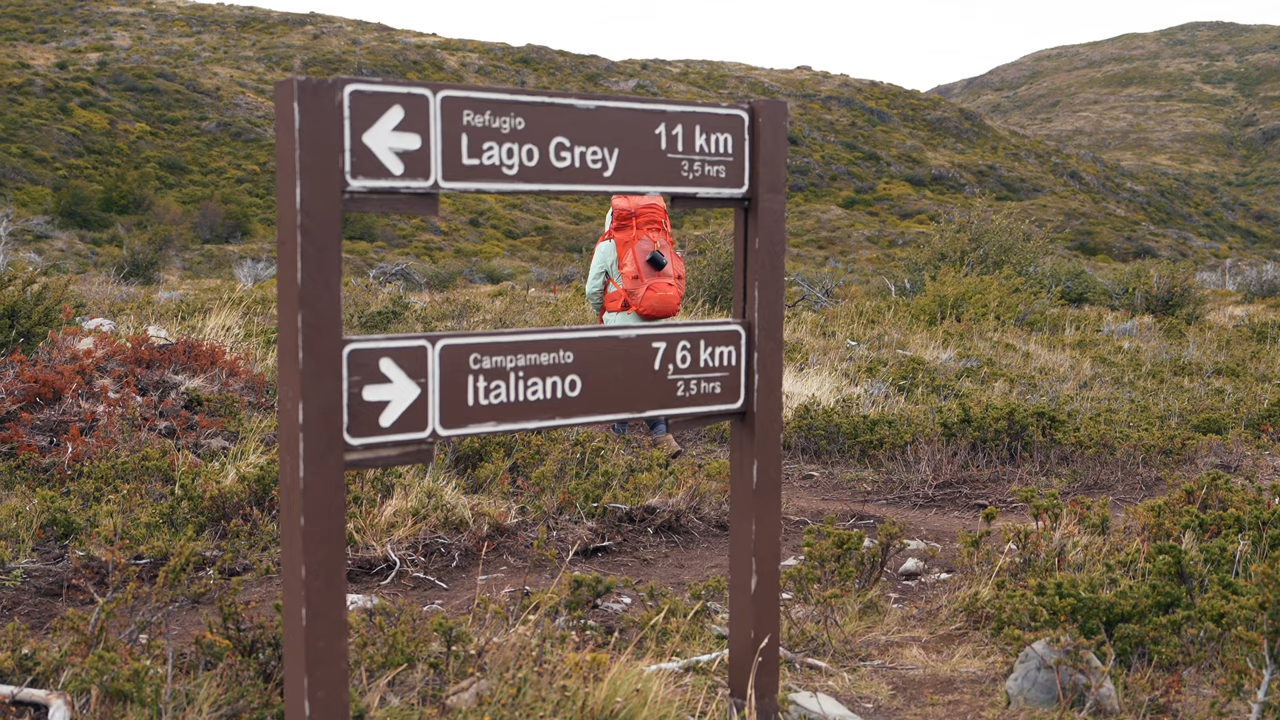 Refugio
Lago Grey
11 km
3,5 hrs
Campamento
Italiano
7,6 km
2,5 hrs